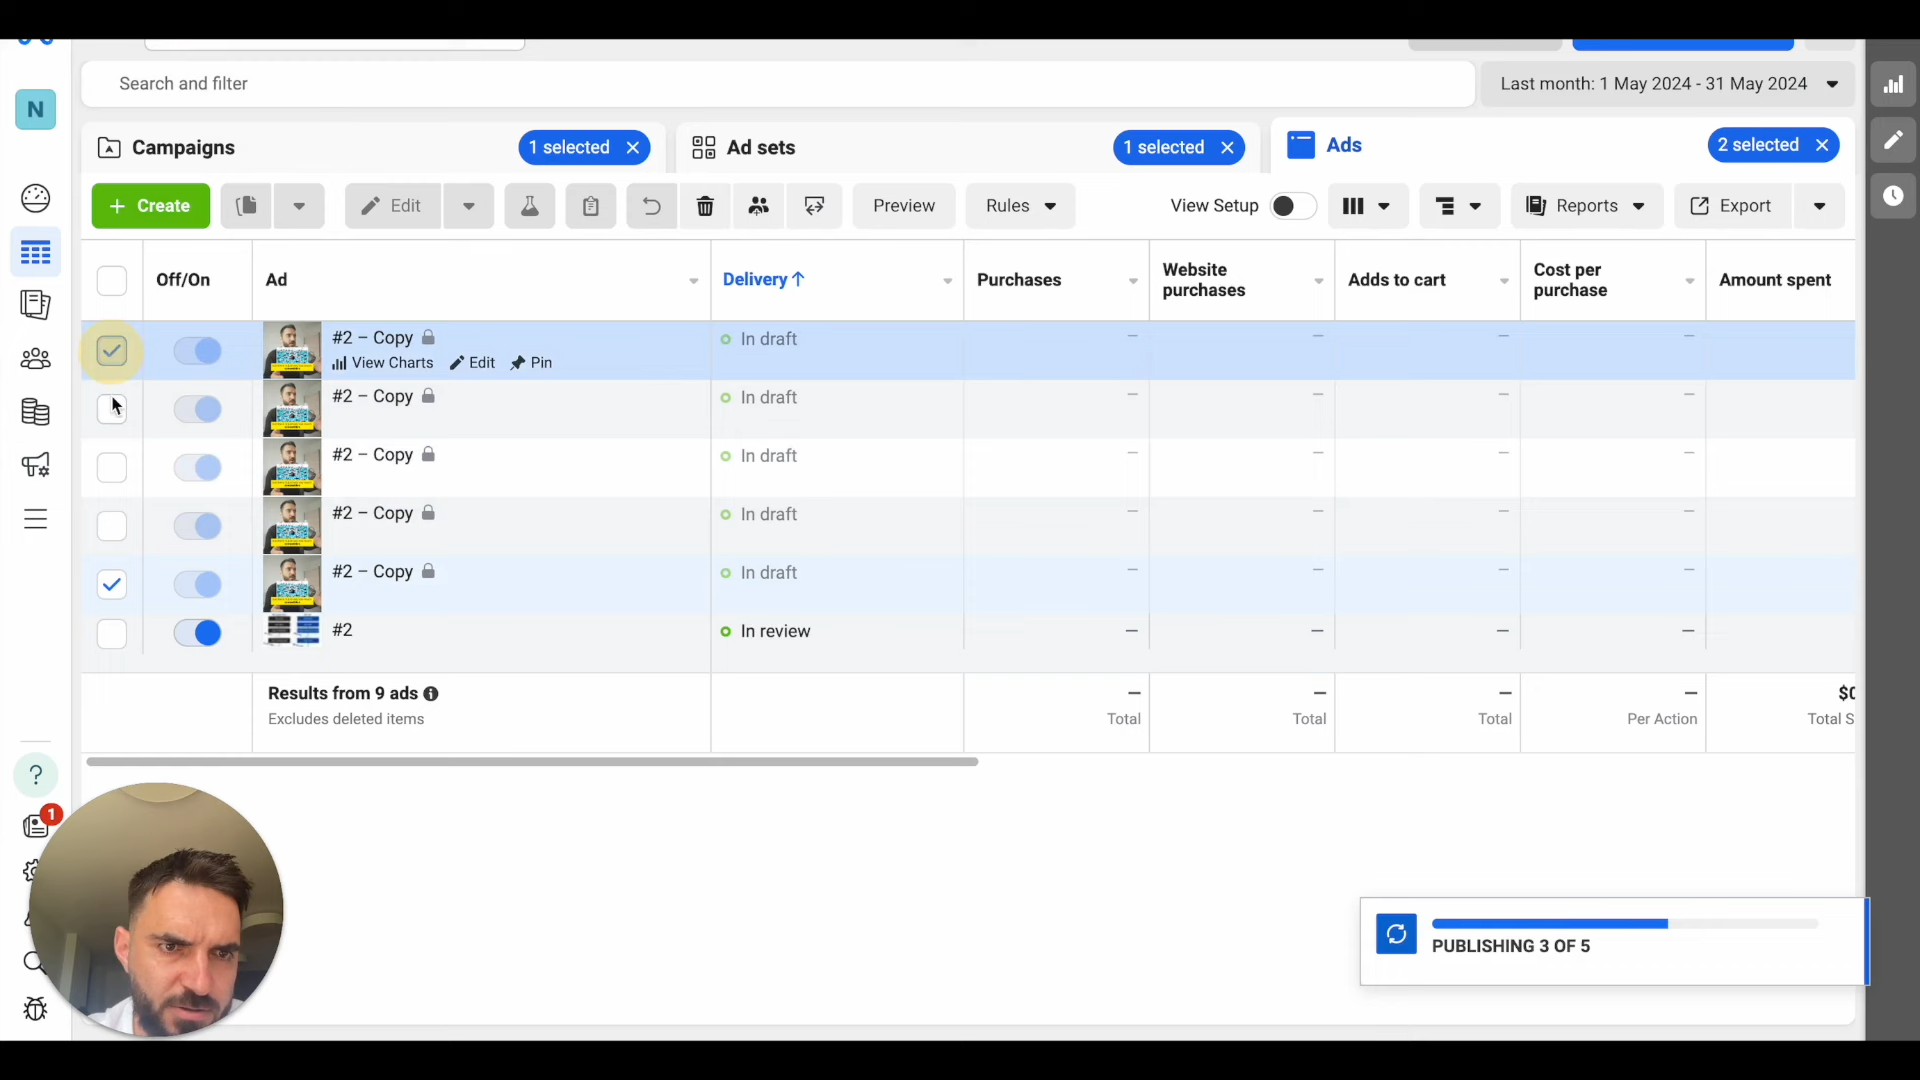 Search and filter
Last month: 1 May 2024 - 31 May 2024
N
Campaigns
1 selected
Ad sets
1 selected
Ads
2 selected
+ Create
Edit
Preview
Rules
View Setup
Reports
Export
Off/On
Ad
Delivery ↑
Purchases
Website
purchases
Adds to cart
Cost per
purchase
Amount spent
#2 – Copy
In draft
—
—
—
—
View Charts
Edit
Pin
#2 – Copy
In draft
—
—
—
—
#2 – Copy
In draft
—
—
—
—
#2 – Copy
In draft
—
—
—
—
#2 – Copy
In draft
—
—
—
—
#2
In review
—
—
—
—
Results from 9 ads
Excludes deleted items
—
Total
—
Total
—
Total
—
Per Action
Total S
?
1
PUBLISHING 3 OF 5